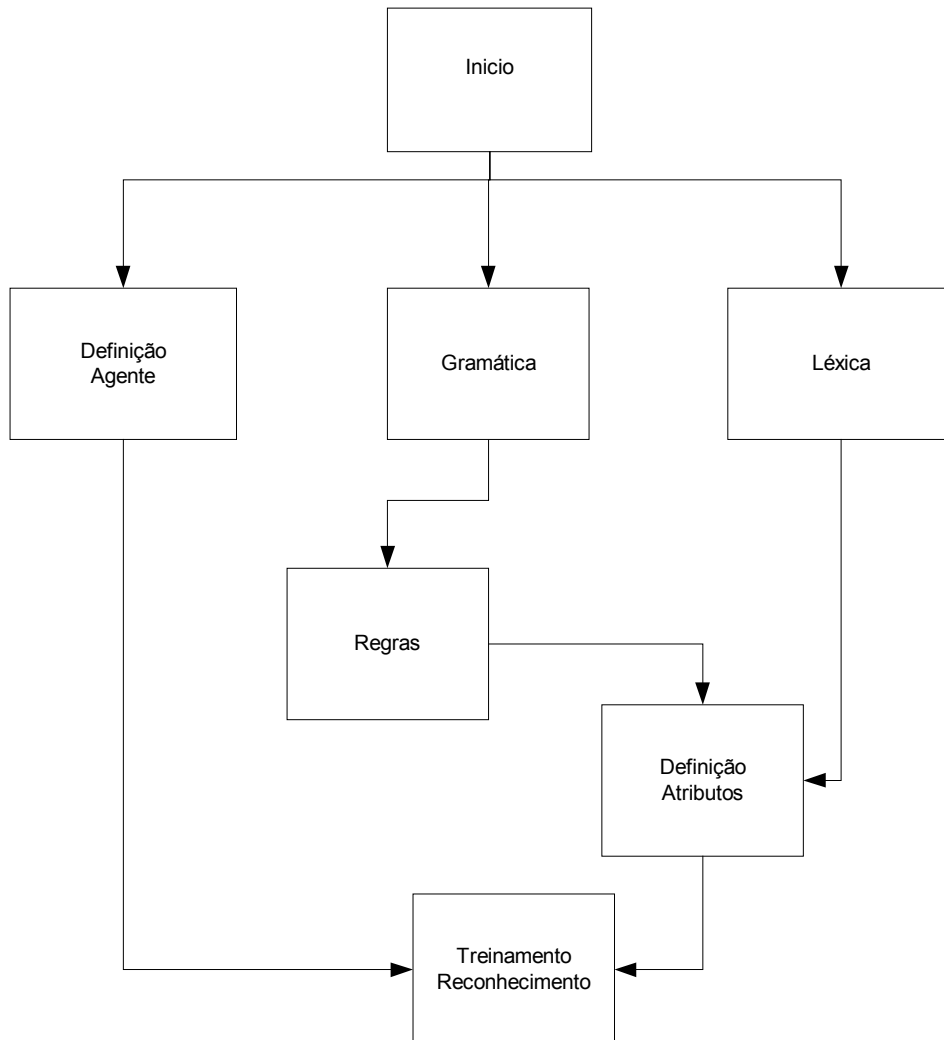 Inicio
Definição
Agente
Gramática
Léxica
Regras
Definição
Atributos
Treinamento
Reconhecimento